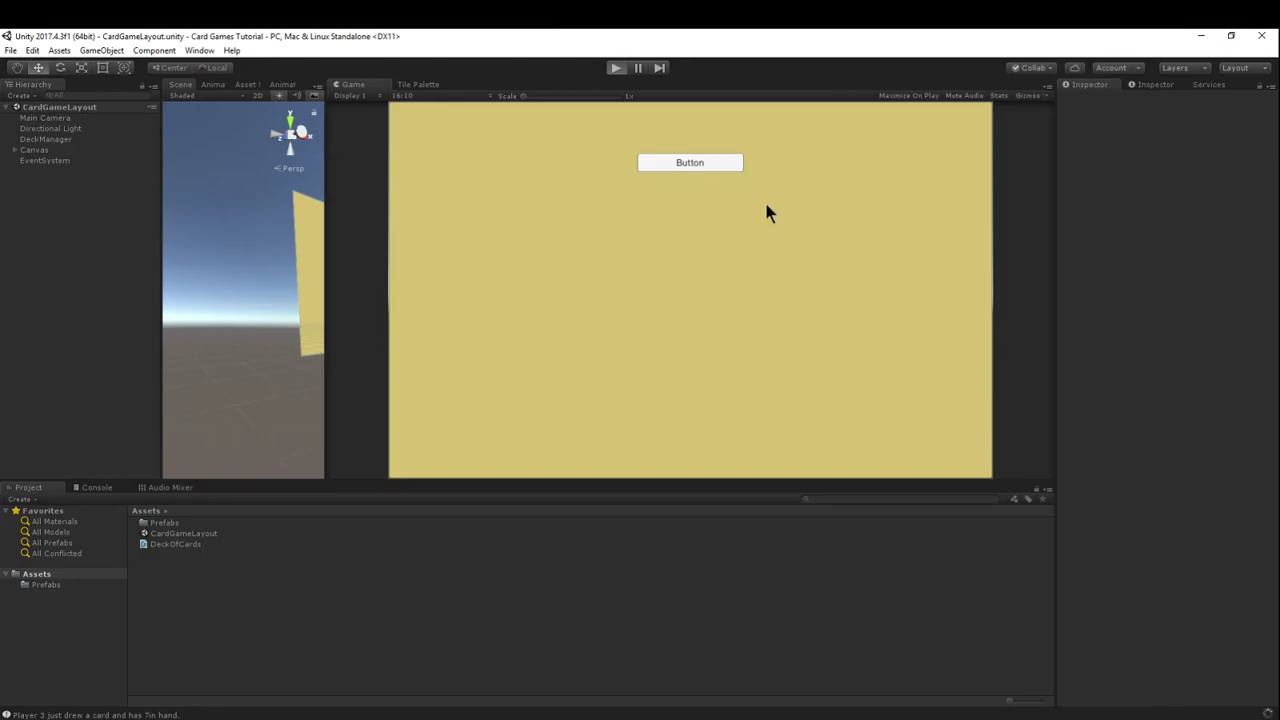 Unity 2017.4.3f1 (64bit) - CardGameLayout.unity - Card Games Tutorial - PC, Mac & Linux Standalone <DX11>
File Edit Assets GameObject Component Window Help
Center Local Collab Account Layers Layout
Hierarchy Scene Anima Asset Animat Game Tile Palette Inspector Inspector Services
Create All Shaded 2D Display 1 16:10 Scale 1x Maximize On Play Mute Audio Stats Gizmos
CardGameLayout
Main Camera
Directional Light
DeckManager
Canvas
EventSystem
Persp
Button
Project Console Audio Mixer
Create
Favorites
All Materials
All Models
All Prefabs
All Conflicted
Assets
Prefabs
Assets
Prefabs
CardGameLayout
DeckOfCards
Player 3 just drew a card and has 7in hand.